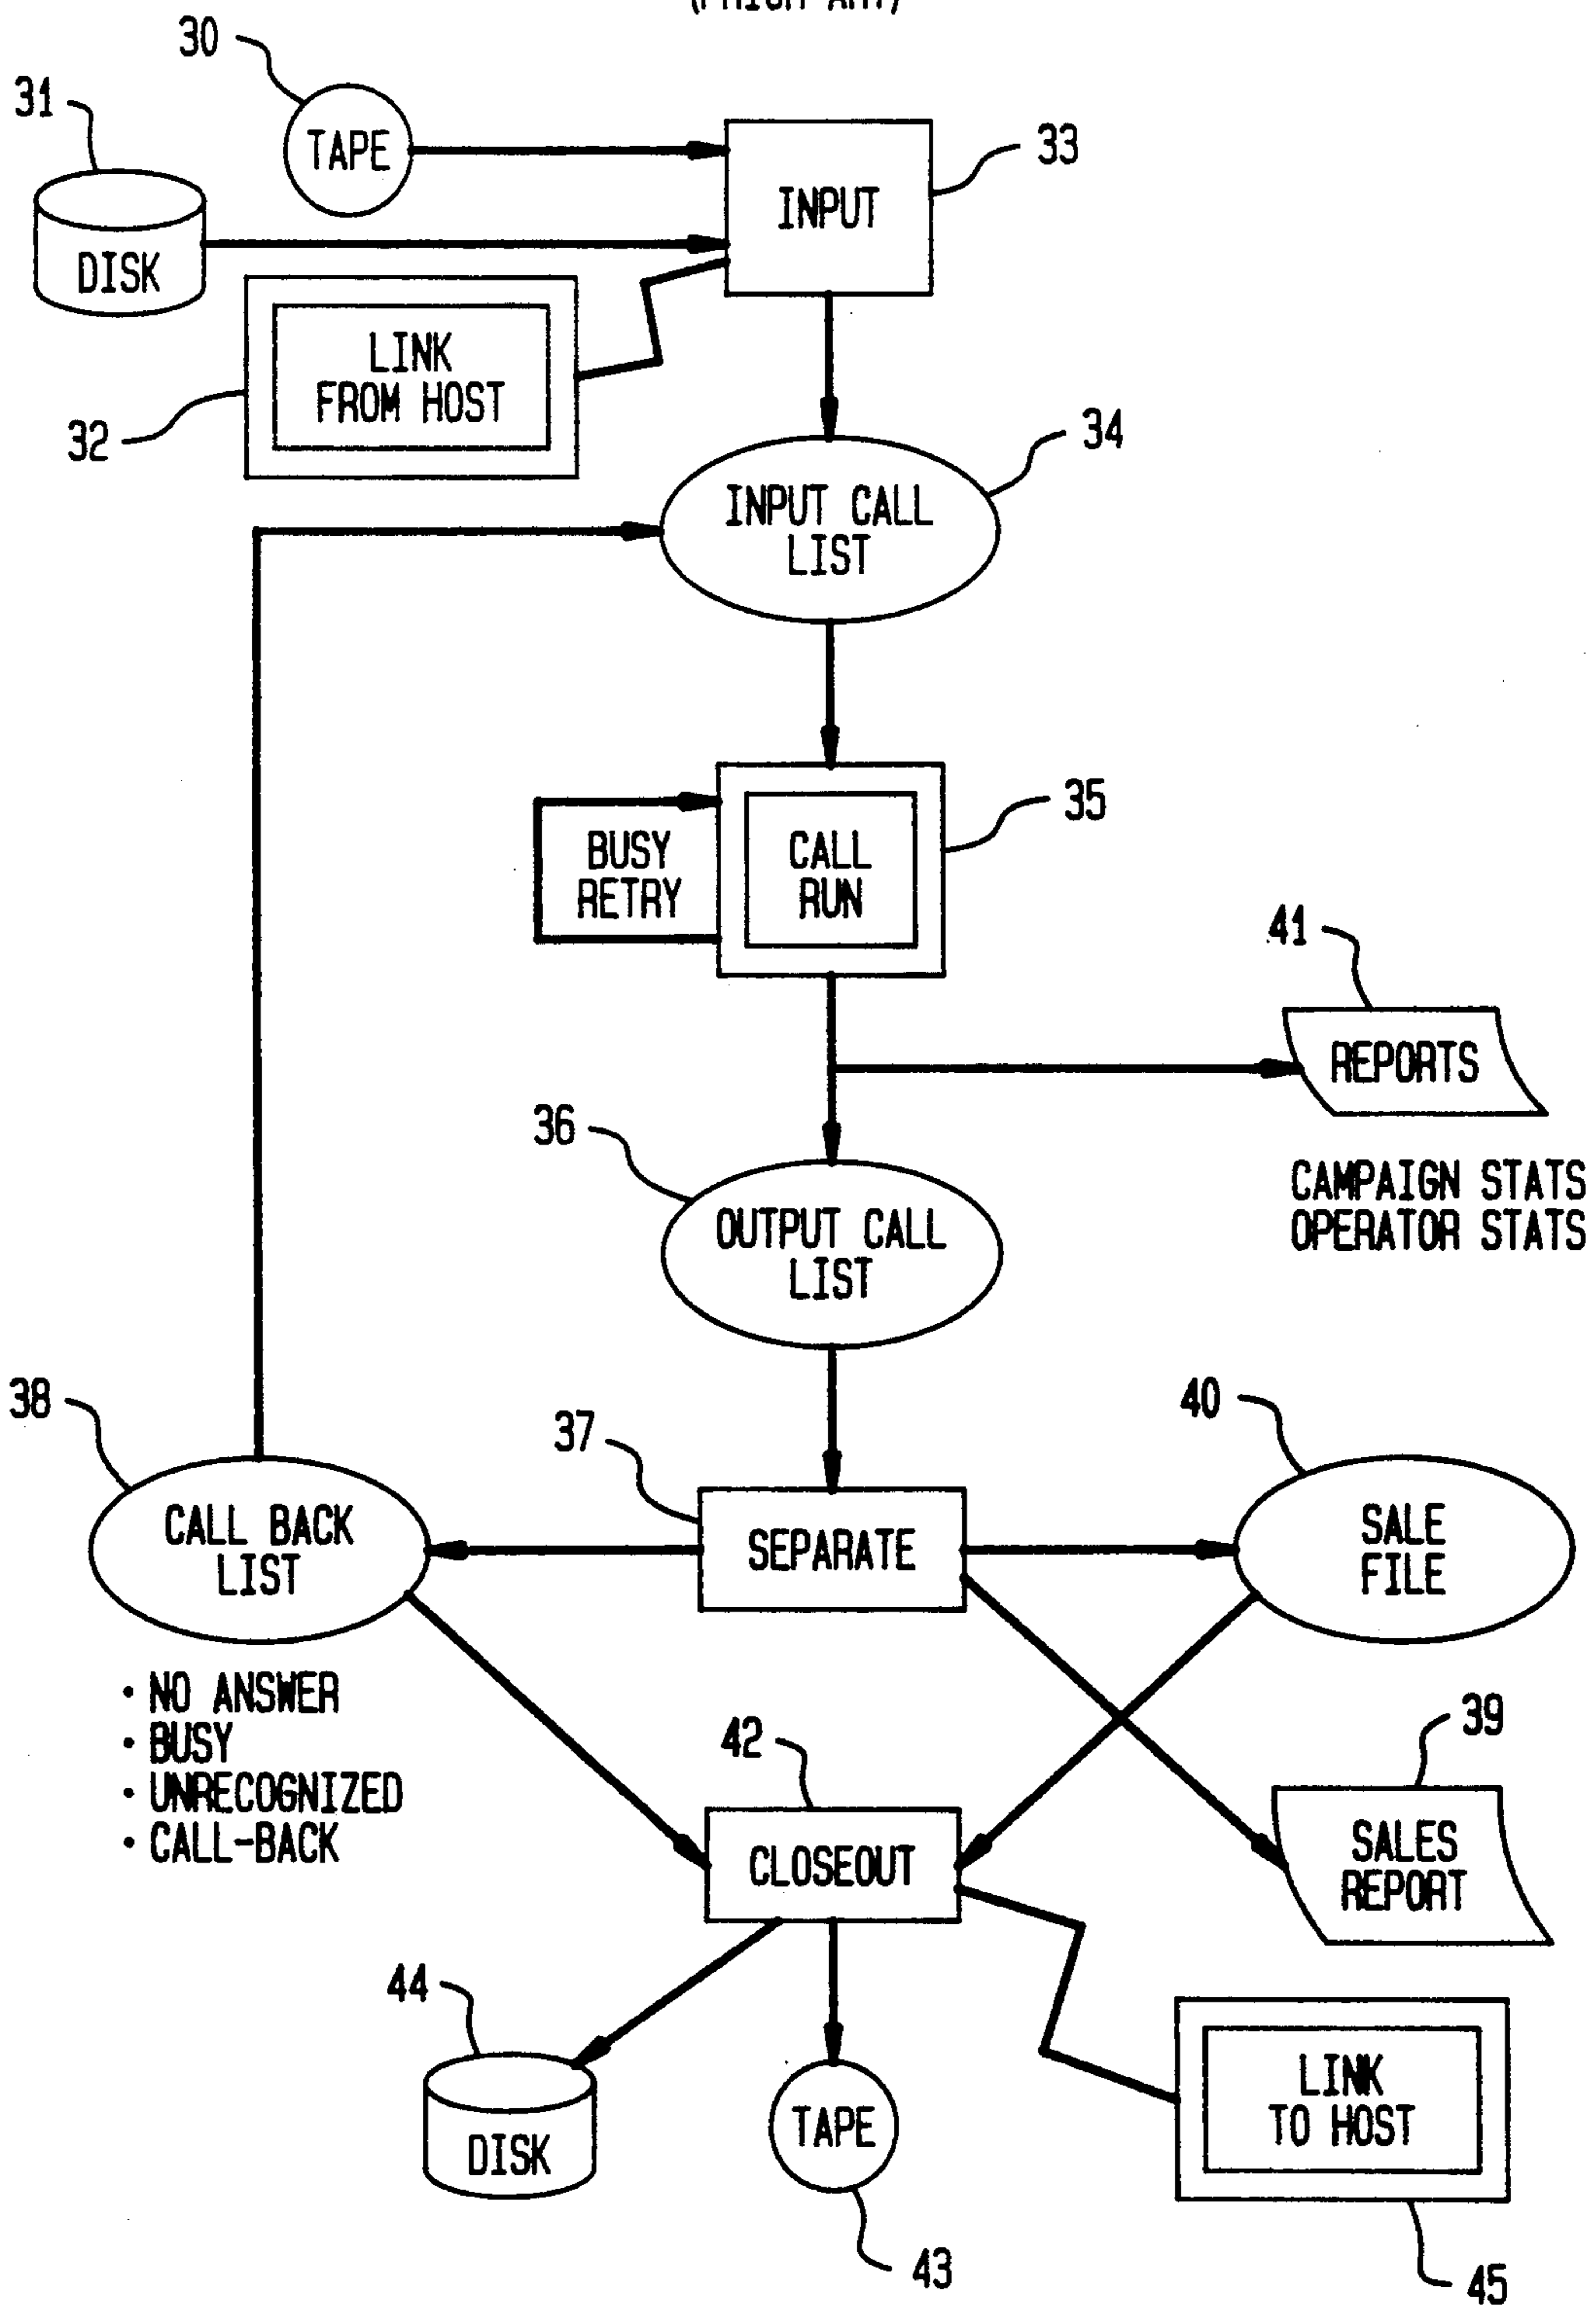 (PRIOR ART)
30
31
TAPE
33
INPUT
DISK
LINK
FROM HOST
32
34
INPUT CALL
LIST
35
BUSY
RETRY
CALL
RUN
41
REPORTS
36
CAMPAIGN STATS
OPERATOR STATS
OUTPUT CALL
LIST
38
37
40
CALL BACK
LIST
SEPARATE
SALE
FILE
• NO ANSWER
• BUSY
• UNRECOGNIZED
• CALL-BACK
42
39
CLOSEOUT
SALES
REPORT
44
DISK
TAPE
LINK
TO HOST
43
45